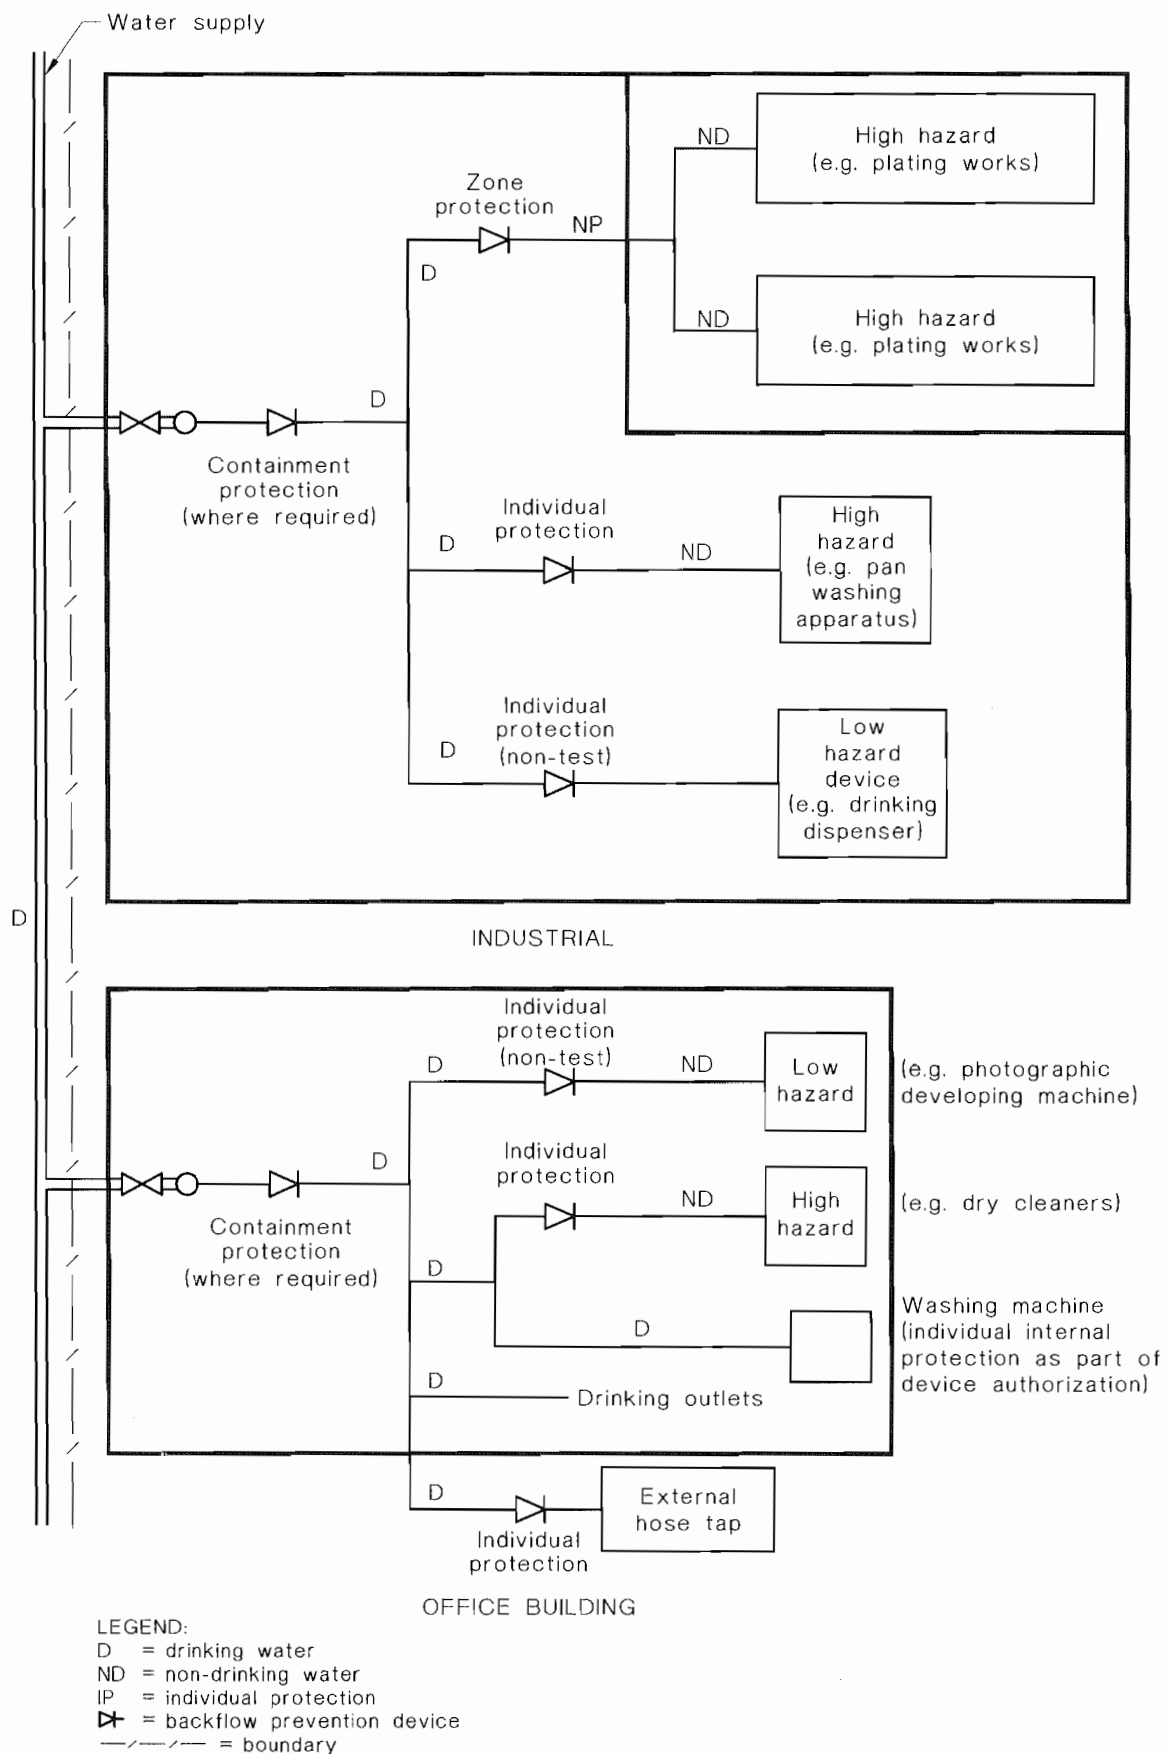 Water supply
High hazard
(e.g. plating works)
ND
Zone
protection
NP
D
ND
High hazard
(e.g. plating works)
D
Containment
protection
(where required)
Individual
protection
D
ND
High
hazard
(e.g. pan
washing
apparatus)
Individual
protection
(non-test)
D
Low
hazard
device
(e.g. drinking
dispenser)
D
INDUSTRIAL
Individual
protection
(non-test)
D
ND
Low
hazard
(e.g. photographic
developing machine)
D
Containment
protection
(where required)
Individual
protection
ND
High
hazard
(e.g. dry cleaners)
D
D
Washing machine
(individual internal
protection as part of
device authorization)
D
Drinking outlets
D
External
hose tap
Individual
protection
OFFICE BUILDING
LEGEND:
D = drinking water
ND = non-drinking water
IP = individual protection
= backflow prevention device
= boundary